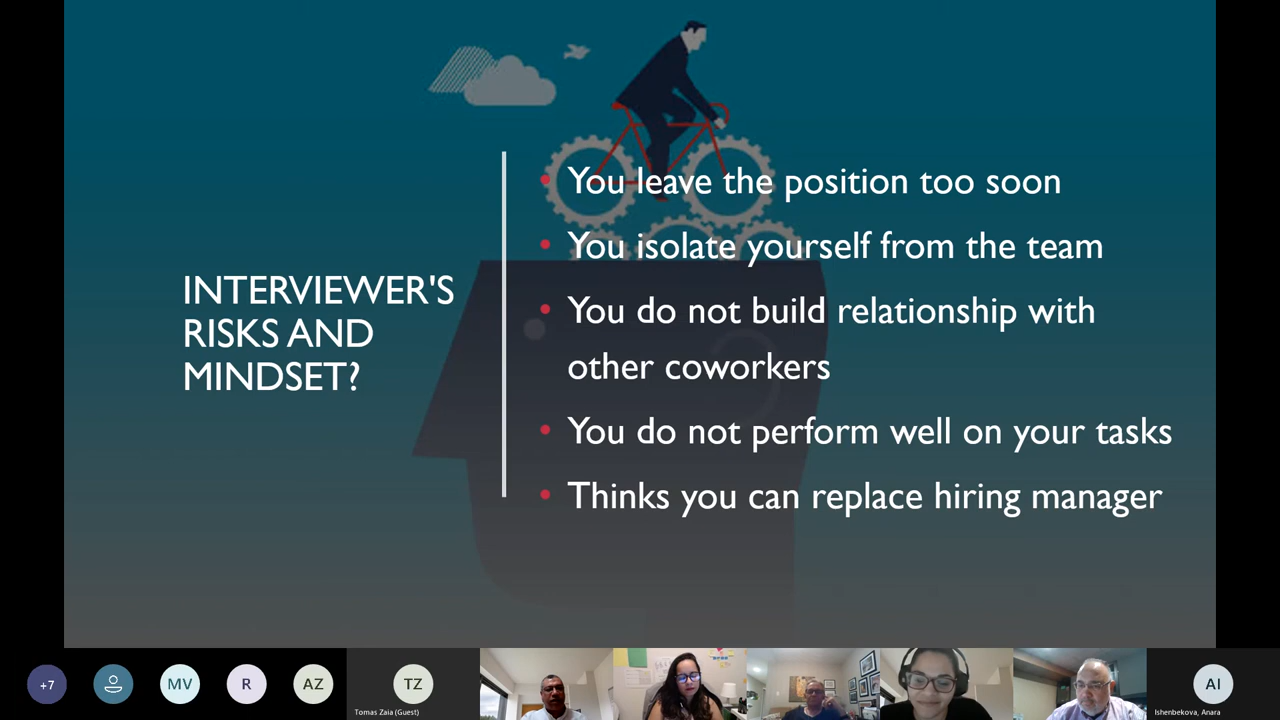 INTERVIEWER'S
RISKS AND
MINDSET?
• You leave the position too soon
• You isolate yourself from the team
• You do not build relationship with
other coworkers
• You do not perform well on your tasks
• Thinks you can replace hiring manager
+7
MV
R
AZ
TZ
Tomas Zaia (Guest)
AI
Ishenbekova, Anara